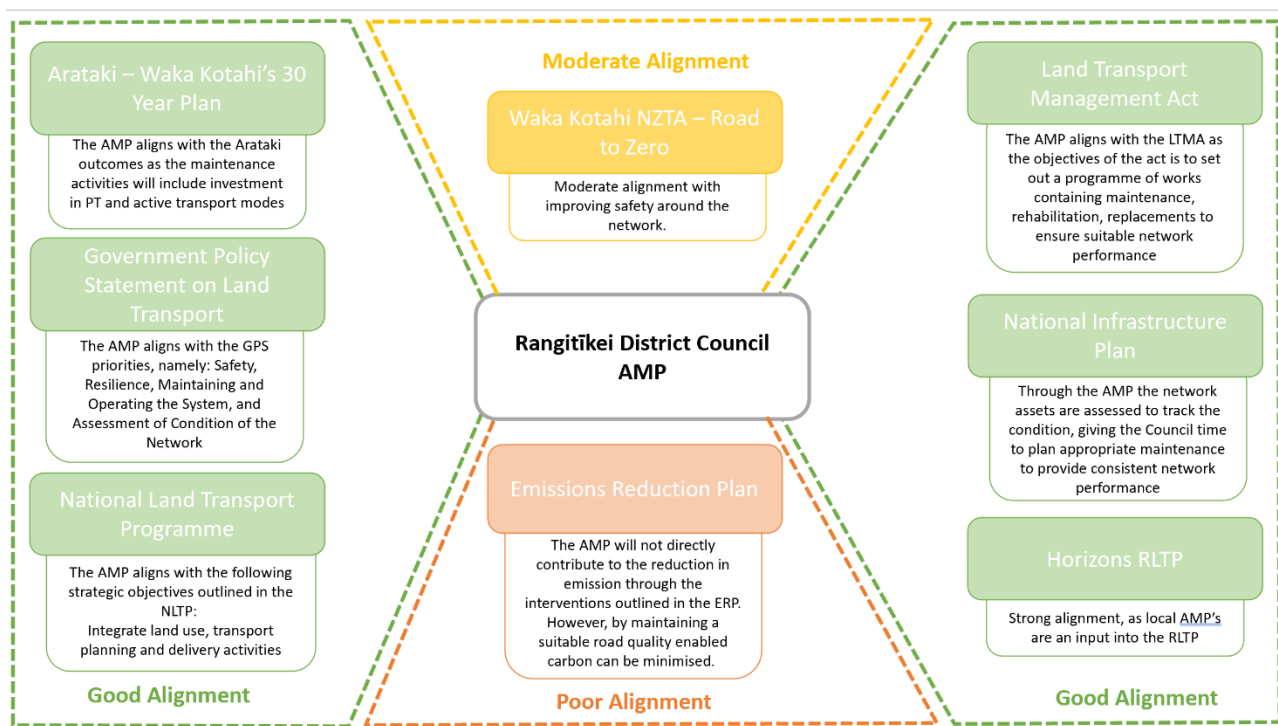 Arataki – Waka Kotahi's 30
Year Plan
The AMP aligns with the Arataki
outcomes as the maintenance
activities will include investment
in PT and active transport modes
Government Policy
Statement on Land
Transport
The AMP aligns with the GPS
priorities, namely: Safety,
Resilience, Maintaining and
Operating the System, and
Assessment of Condition of the
Network
National Land Transport
Programme
The AMP aligns with the following
strategic objectives outlined in the
NLTP:
Integrate land use, transport
planning and delivery activities
Good Alignment
Moderate Alignment
Waka Kotahi NZTA – Road
to Zero
Moderate alignment with
improving safety around the
network.
Rangitīkei District Council
AMP
Emissions Reduction Plan
The AMP will not directly
contribute to the reduction in
emission through the
interventions outlined in the ERP.
However, by maintaining a
suitable road quality enabled
carbon can be minimised.
Poor Alignment
Land Transport
Management Act
The AMP aligns with the LTMA as
the objectives of the act is to set
out a programme of works
containing maintenance,
rehabilitation, replacements to
ensure suitable network
performance
National Infrastructure
Plan
Through the AMP the network
assets are assessed to track the
condition, giving the Council time
to plan appropriate maintenance
to provide consistent network
performance
Horizons RLTP
Strong alignment, as local AMP's
are an input into the RLTP
Good Alignment